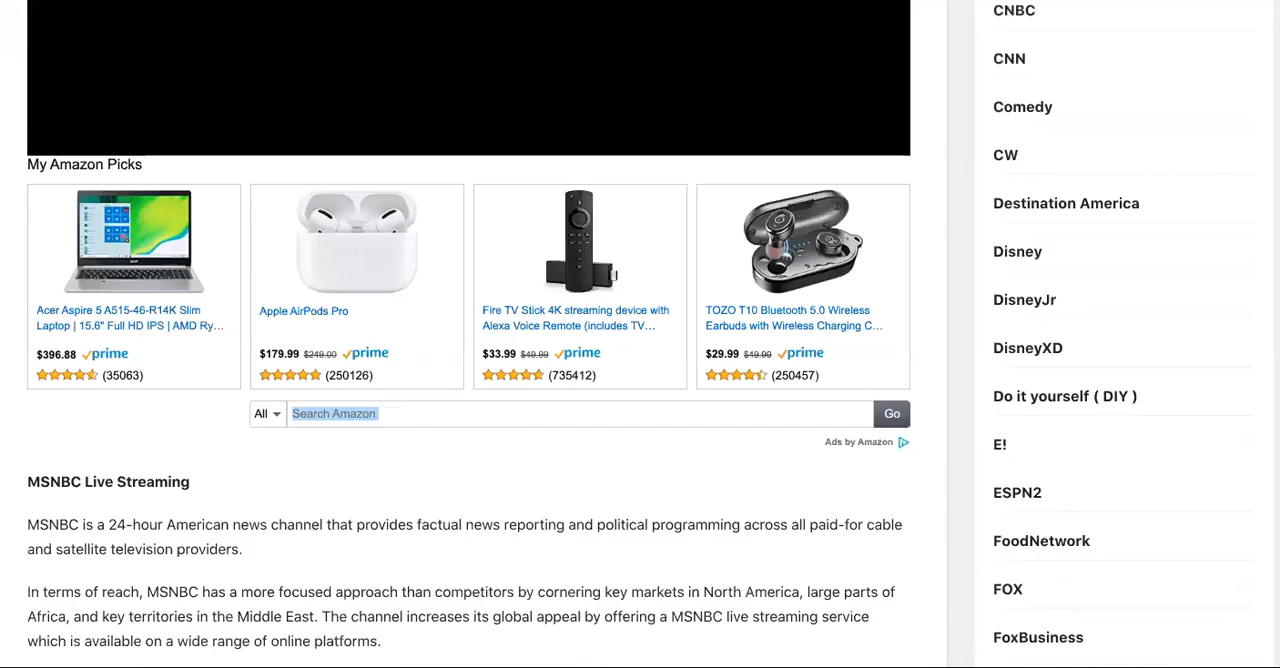 My Amazon Picks
Acer Aspire 5 A515-46-R14K Slim
Laptop | 15.6" Full HD IPS | AMD Ry...
$396.88 prime
(35063)
Apple AirPods Pro
$179.99 $249.00 prime
(250126)
Fire TV Stick 4K streaming device with
Alexa Voice Remote (includes TV...
$33.99 $49.99 prime
(735412)
TOZO T10 Bluetooth 5.0 Wireless
Earbuds with Wireless Charging C...
$29.99 $49.99 prime
(250457)
All Search Amazon Go
Ads by Amazon
MSNBC Live Streaming
MSNBC is a 24-hour American news channel that provides factual news reporting and political programming across all paid-for cable
and satellite television providers.
In terms of reach, MSNBC has a more focused approach than competitors by cornering key markets in North America, large parts of
Africa, and key territories in the Middle East. The channel increases its global appeal by offering a MSNBC live streaming service
which is available on a wide range of online platforms.
CNBC
CNN
Comedy
CW
Destination America
Disney
DisneyJr
DisneyXD
Do it yourself ( DIY )
E!
ESPN2
FoodNetwork
FOX
FoxBusiness